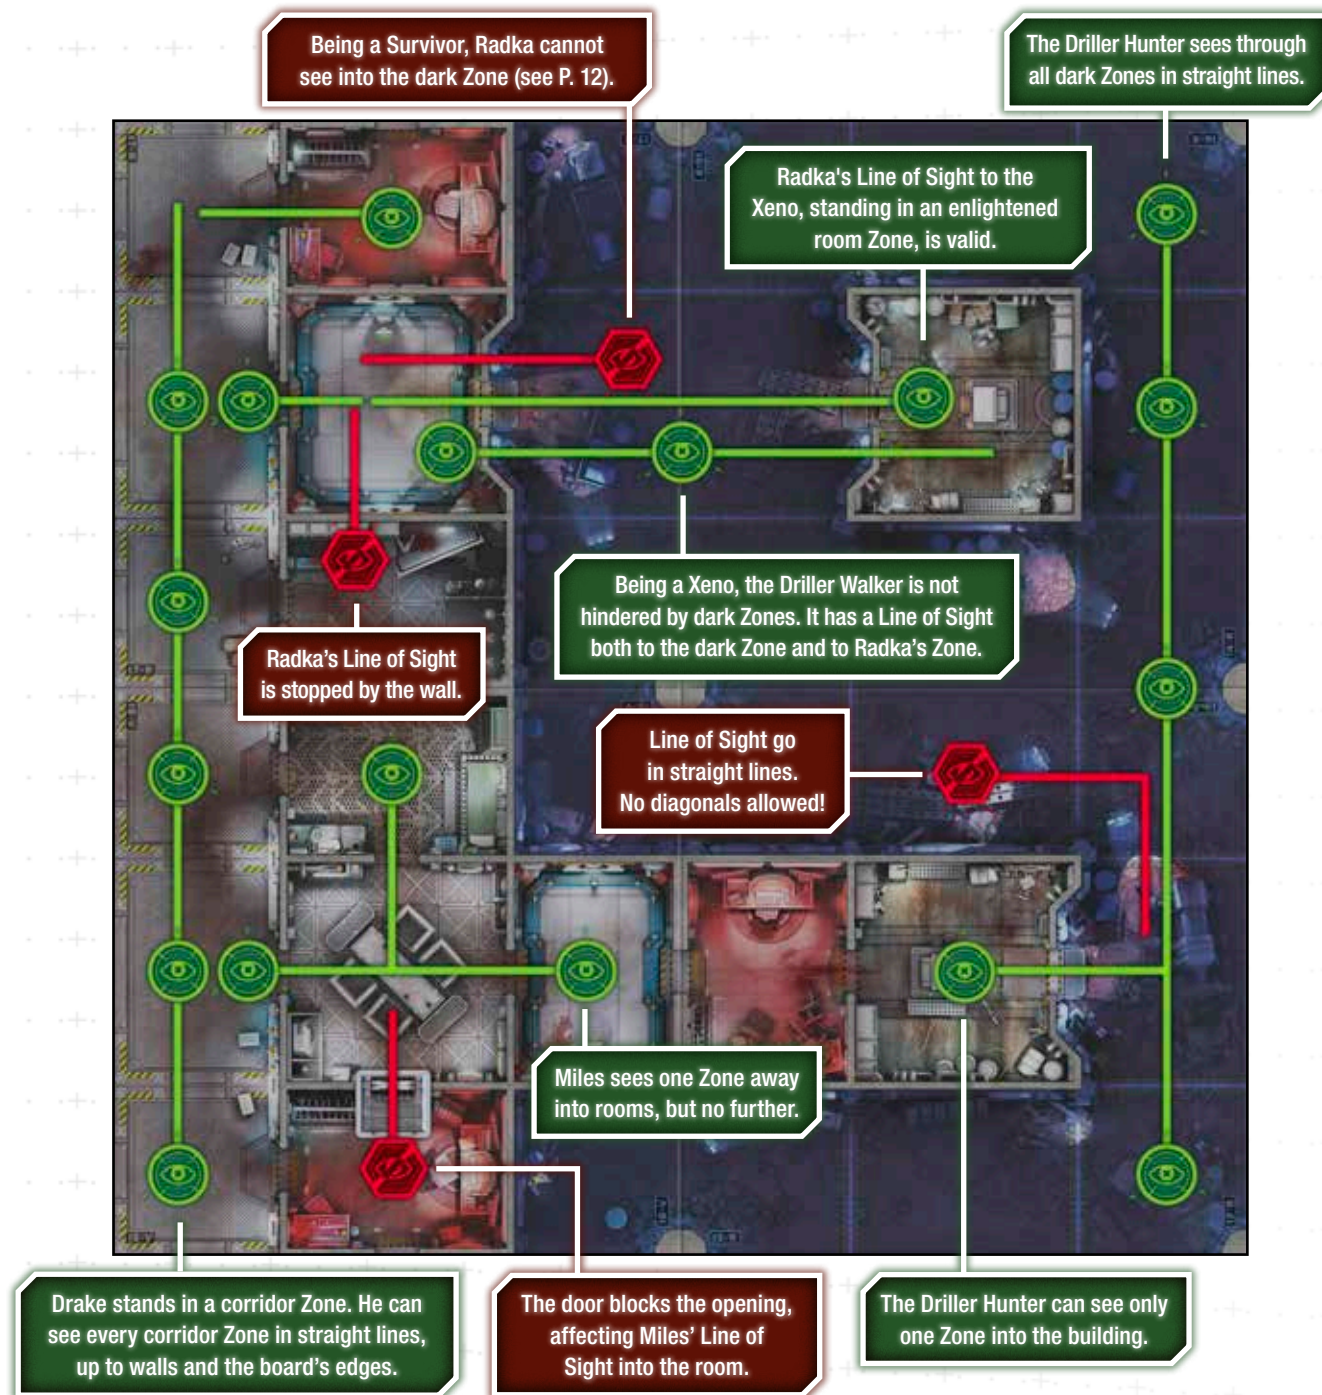 Being a Survivor, Radka cannot
see into the dark Zone (see P. 12).
The Driller Hunter sees through
all dark Zones in straight lines.
Radka's Line of Sight to the
Xeno, standing in an enlightened
room Zone, is valid.
Being a Xeno, the Driller Walker is not
hindered by dark Zones. It has a Line of Sight
both to the dark Zone and to Radka's Zone.
Radka’s Line of Sight
is stopped by the wall.
Line of Sight go
in straight lines.
No diagonals allowed!
Miles sees one Zone away
into rooms, but no further.
Drake stands in a corridor Zone. He can
see every corridor Zone in straight lines,
up to walls and the board’s edges.
The door blocks the opening,
affecting Miles’ Line of
Sight into the room.
The Driller Hunter can see only
one Zone into the building.